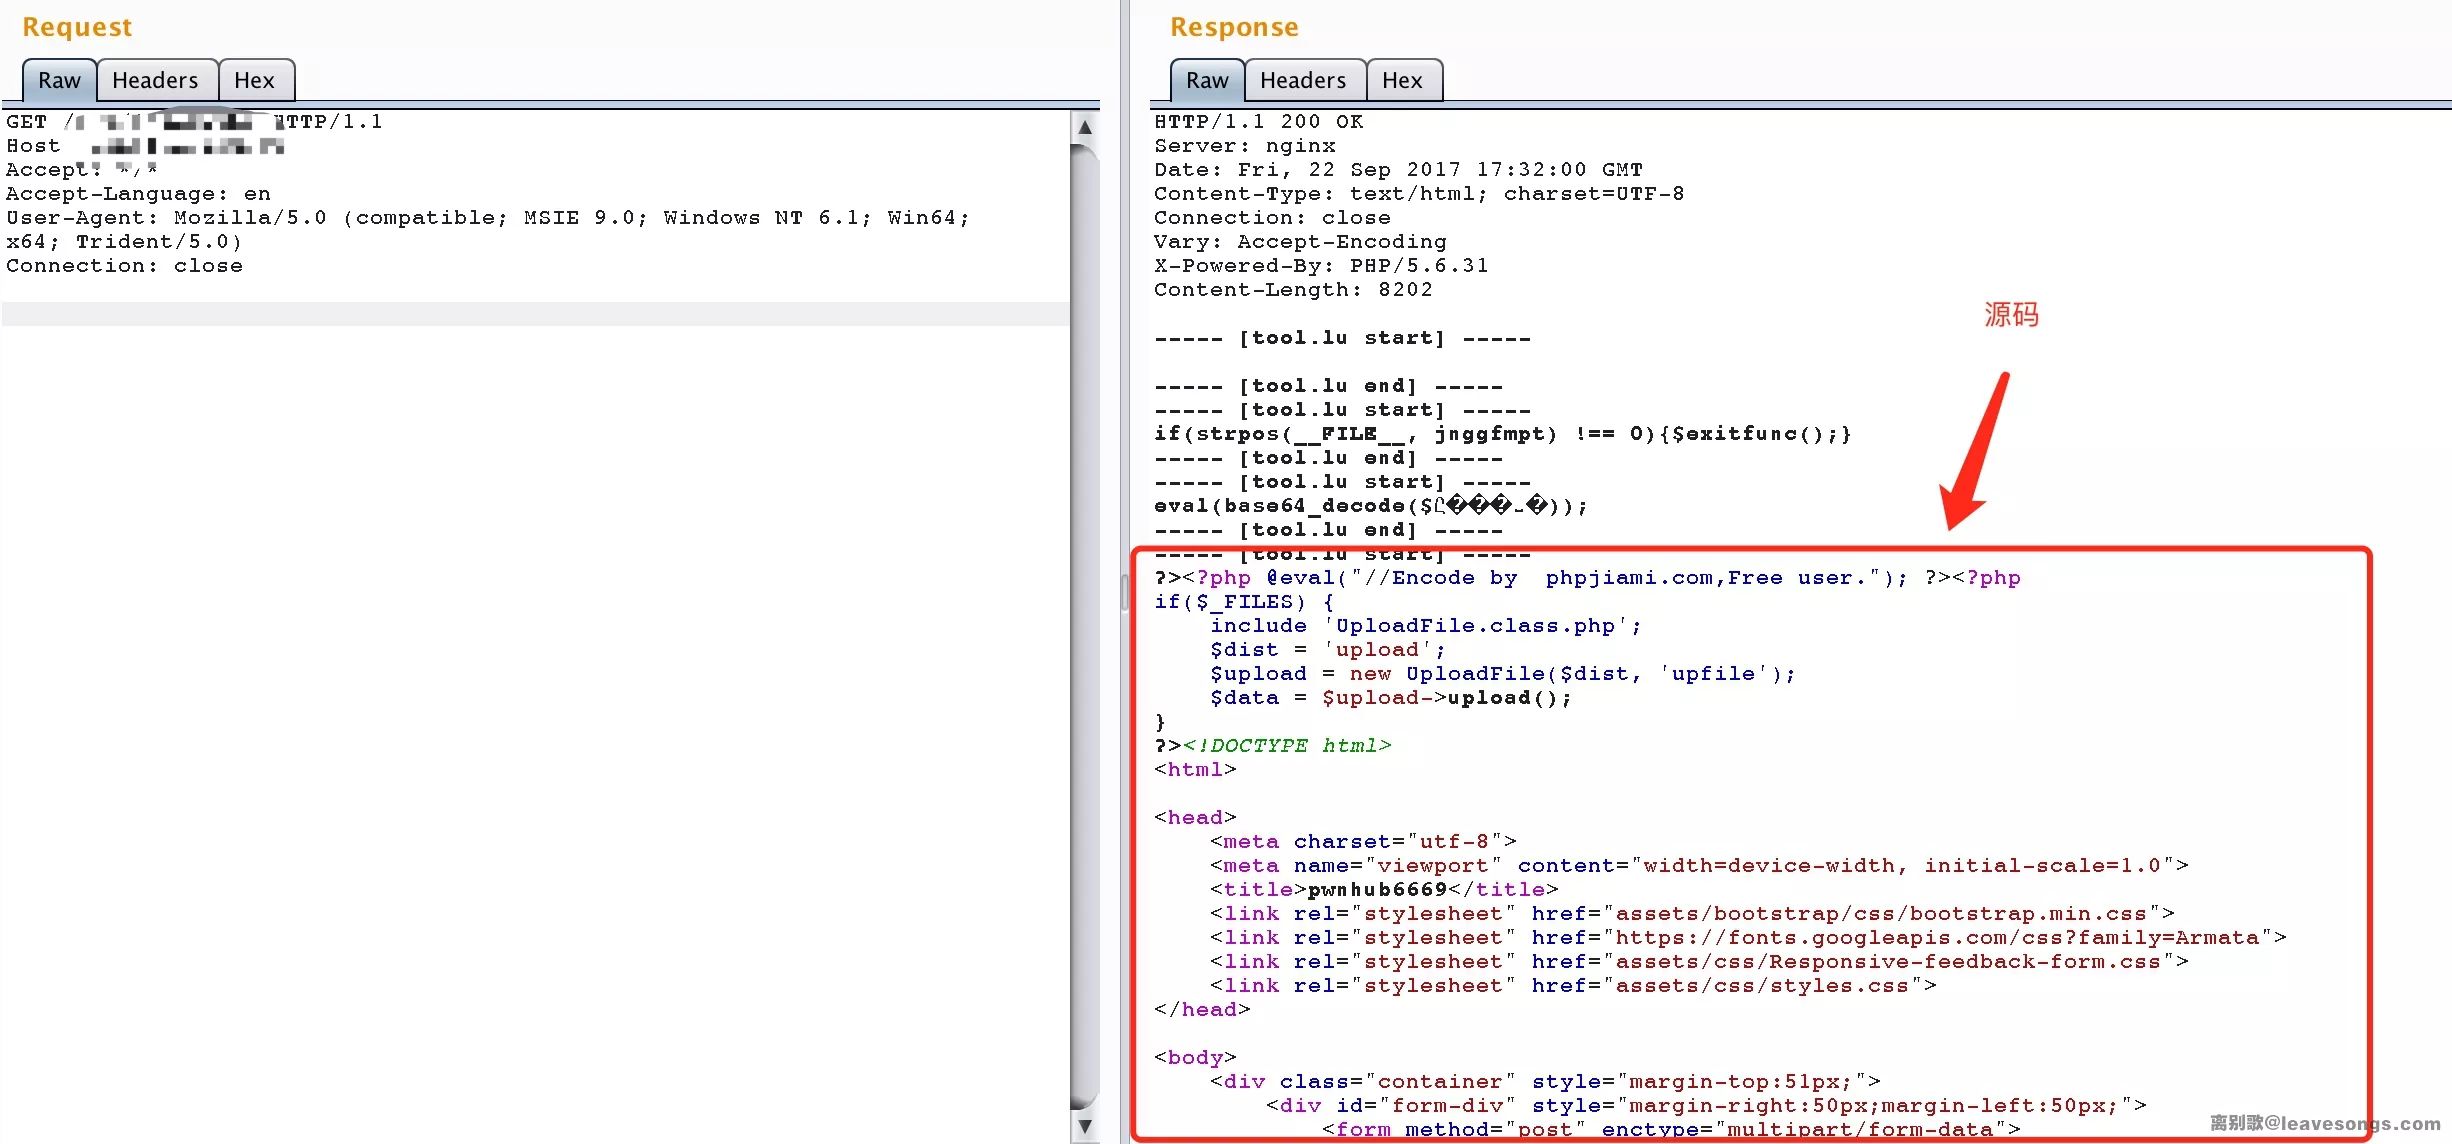 Request
Raw Headers Hex
GET / HTTP/1.1
Host
Accept: */*
Accept-Language: en
User-Agent: Mozilla/5.0 (compatible; MSIE 9.0; Windows NT 6.1; Win64;
x64; Trident/5.0)
Connection: close
Response
Raw Headers Hex
HTTP/1.1 200 OK
Server: nginx
Date: Fri, 22 Sep 2017 17:32:00 GMT
Content-Type: text/html; charset=UTF-8
Connection: close
Vary: Accept-Encoding
X-Powered-By: PHP/5.6.31
Content-Length: 8202
源码
----- [tool.lu start] -----
----- [tool.lu end] -----
----- [tool.lu start] -----
if(strpos(__FILE__, jnggfmpt) !== 0){$exitfunc();}
----- [tool.lu end] -----
----- [tool.lu start] -----
eval(base64_decode($));
----- [tool.lu end] -----
----- [tool.lu start] -----
?><?php @eval("//Encode by  phpjiami.com,Free user."); ?><?php
if($_FILES) {
    include 'UploadFile.class.php';
    $dist = 'upload';
    $upload = new UploadFile($dist, 'upfile');
    $data = $upload->upload();
}
?><!DOCTYPE html>
<html>
<head>
    <meta charset="utf-8">
    <meta name="viewport" content="width=device-width, initial-scale=1.0">
    <title>pwnhub6669</title>
    <link rel="stylesheet" href="assets/bootstrap/css/bootstrap.min.css">
    <link rel="stylesheet" href="https://fonts.googleapis.com/css?family=Armata">
    <link rel="stylesheet" href="assets/css/Responsive-feedback-form.css">
    <link rel="stylesheet" href="assets/css/styles.css">
</head>
<body>
    <div class="container" style="margin-top:51px;">
        <div id="form-div" style="margin-right:50px;margin-left:50px;">
            <form method="post" enctype="multipart/form-data">
离别歌@leavesongs.com